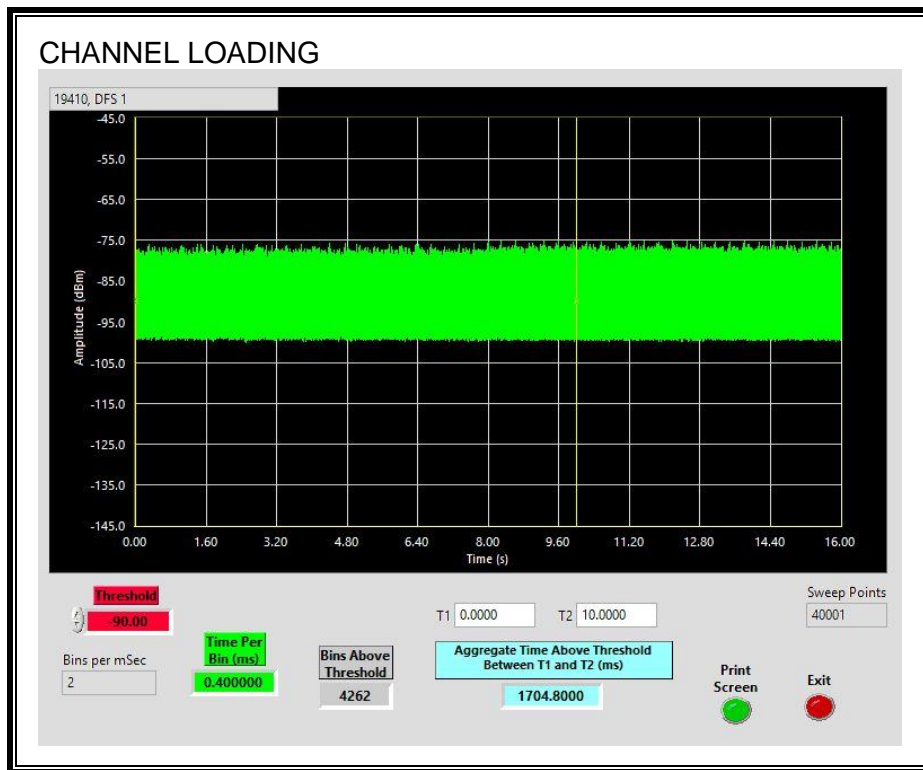 CHANNEL LOADING
19410, DFS 1
-45.0
-55.0
-65.0
-75.0
-85.0
-95.0
-105.0
-115.0
-125.0
-135.0
-145.0
Amplitude (dBm)
0.00 1.60 3.20 4.80 6.40 8.00 9.60 11.20 12.80 14.40 16.00
Time (s)
Threshold
-90.00
Bins per mSec
2
Time Per
Bin (ms)
0.400000
Bins Above
Threshold
4262
T1 0.0000 T2 10.0000
Aggregate Time Above Threshold
Between T1 and T2 (ms)
1704.8000
Sweep Points
40001
Print
Screen
Exit